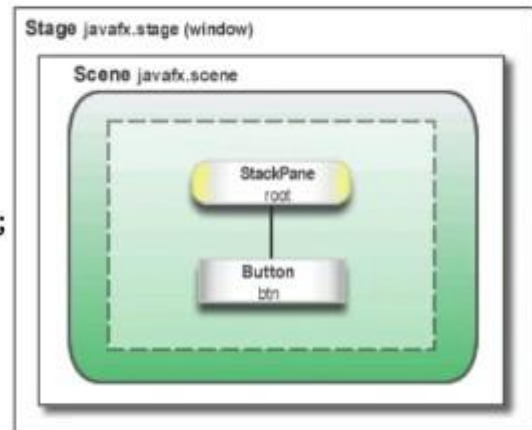 Stage javafx.stage (window)
Scene javafx.scene
StackPane
root
;
Button
btn